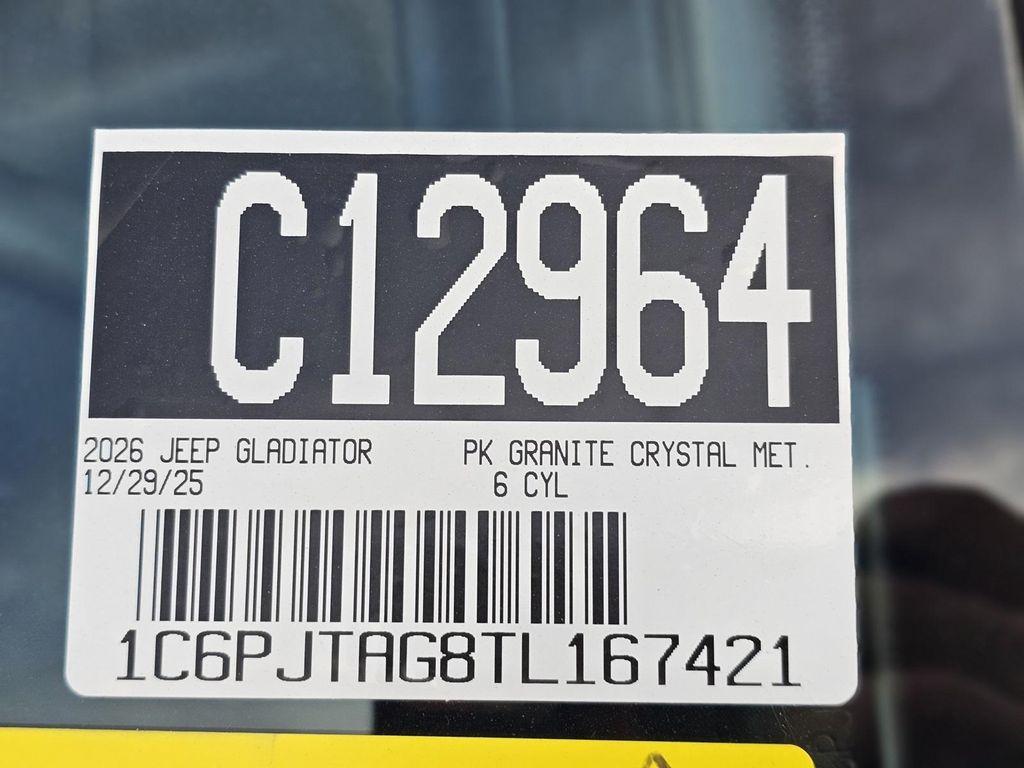 C12964
2026 JEEP GLADIATOR PK GRANITE CRYSTAL MET.
12/29/25 6 CYL
1C6PJTAG8TL167421